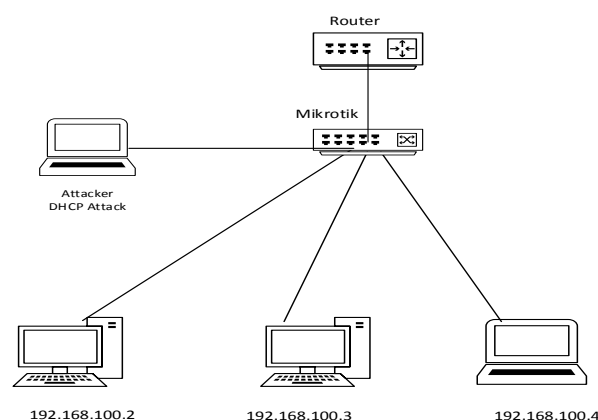 Router
Mikrotik
Attacker
DHCP Attack
192.168.100.2
192.168.100.3
192.168.100.4